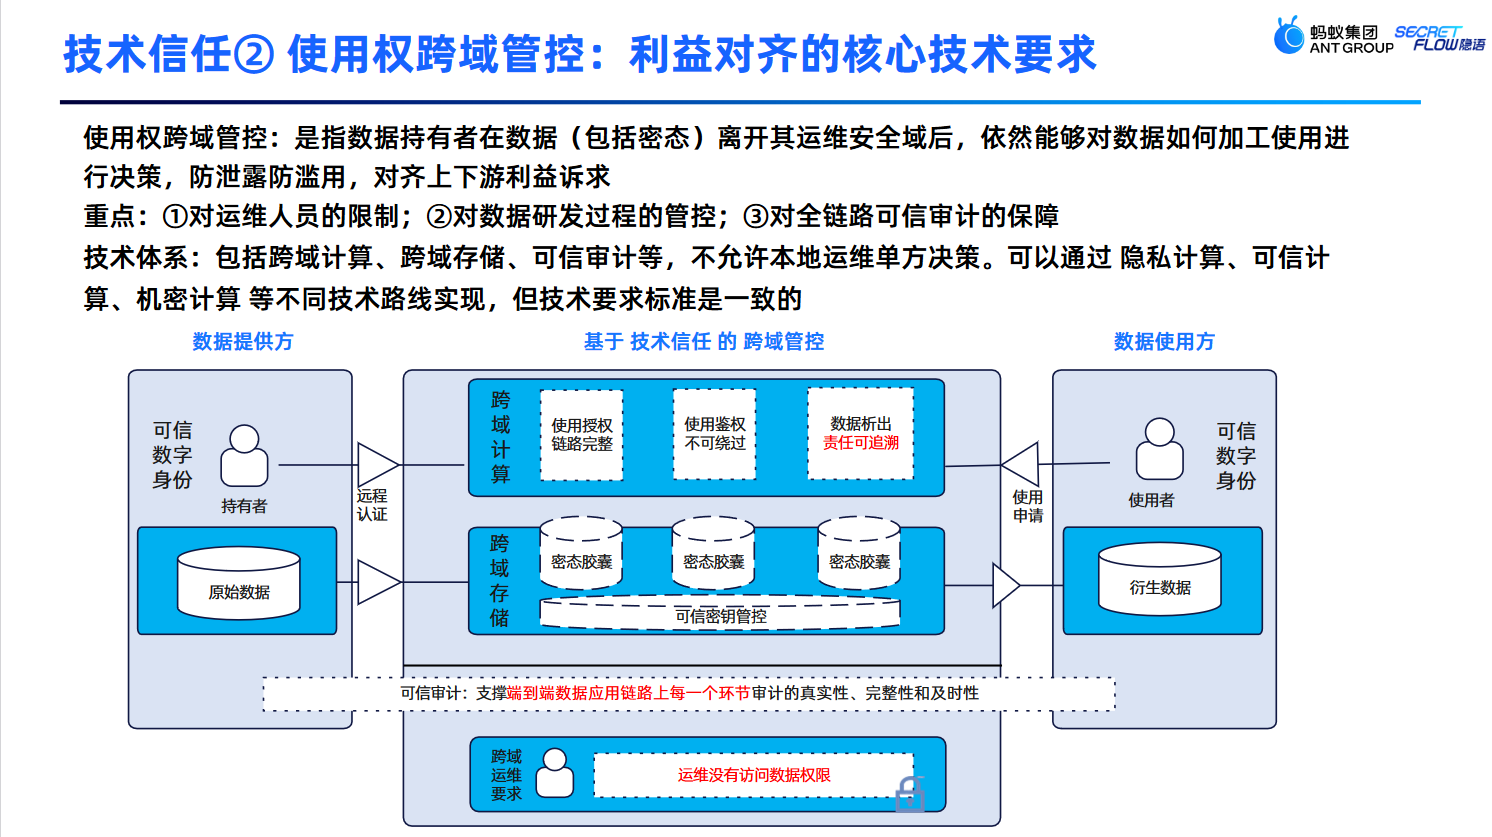 技术信任② 使用权跨域管控：利益对齐的核心技术要求
蚂蚁集团
ANT GROUP
SECRET
FLOW隐语
使用权跨域管控：是指数据持有者在数据（包括密态）离开其运维安全域后，依然能够对数据如何加工使用进
行决策，防泄露防滥用，对齐上下游利益诉求
重点：①对运维人员的限制；②对数据研发过程的管控；③对全链路可信审计的保障
技术体系：包括跨域计算、跨域存储、可信审计等，不允许本地运维单方决策。可以通过 隐私计算、可信计
算、机密计算 等不同技术路线实现，但技术要求标准是一致的
数据提供方
基于 技术信任 的 跨域管控
数据使用方
可信
数字
身份
持有者
远程
认证
原始数据
跨
域
计
算
使用授权
链路完整
使用鉴权
不可绕过
数据析出
责任可追溯
跨
域
存
储
密态胶囊
密态胶囊
密态胶囊
可信密钥管控
使用
申请
使用者
可信
数字
身份
衍生数据
可信审计：支撑端到端数据应用链路上每一个环节审计的真实性、完整性和及时性
跨域
运维
要求
运维没有访问数据权限